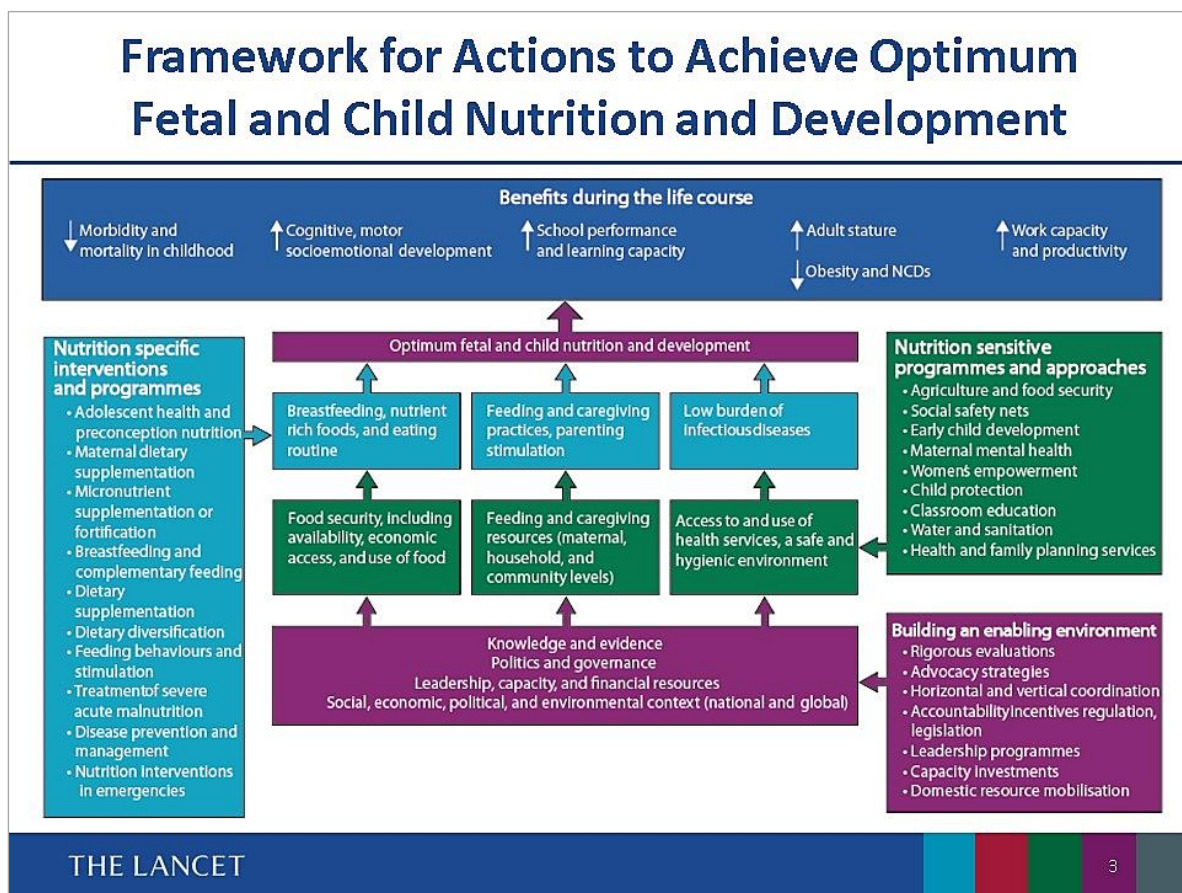 Framework for Actions to Achieve Optimum
Fetal and Child Nutrition and Development
Benefits during the life course
Morbidity and
mortality in childhood
Cognitive, motor
socioemotional development
School performance
and learning capacity
Adult stature
Obesity and NCDs
Work capacity
and productivity
Nutrition specific
interventions
and programmes
• Adolescent health and
preconception nutrition
• Maternal dietary
supplementation
• Micronutrient
supplementation or
fortification
• Breastfeeding and
complementary feeding
• Dietary
supplementation
• Dietary diversification
• Feeding behaviours and
stimulation
• Treatmentof severe
acute malnutrition
• Disease prevention and
management
• Nutrition interventions
in emergencies
Optimum fetal and child nutrition and development
Breastfeeding, nutrient
rich foods, and eating
routine
Feeding and caregiving
practices, parenting
stimulation
Low burden of
infectious diseases
Food security, including
availability, economic
access, and use of food
Feeding and caregiving
resources (maternal,
household, and
community levels)
Access to and use of
health services, a safe and
hygienic environment
Knowledge and evidence
Politics and governance
Leadership, capacity, and financial resources
Social, economic, political, and environmental context (national and global)
Nutrition sensitive
programmes and approaches
• Agriculture and food security
• Social safety nets
• Early child development
• Maternal mental health
• Women's empowerment
• Child protection
• Classroom education
• Water and sanitation
• Health and family planning services
Building an enabling environment
• Rigorous evaluations
• Advocacy strategies
• Horizontal and vertical coordination
• Accountability incentives regulation,
legislation
• Leadership programmes
• Capacity investments
• Domestic resource mobilisation
THE LANCET
3